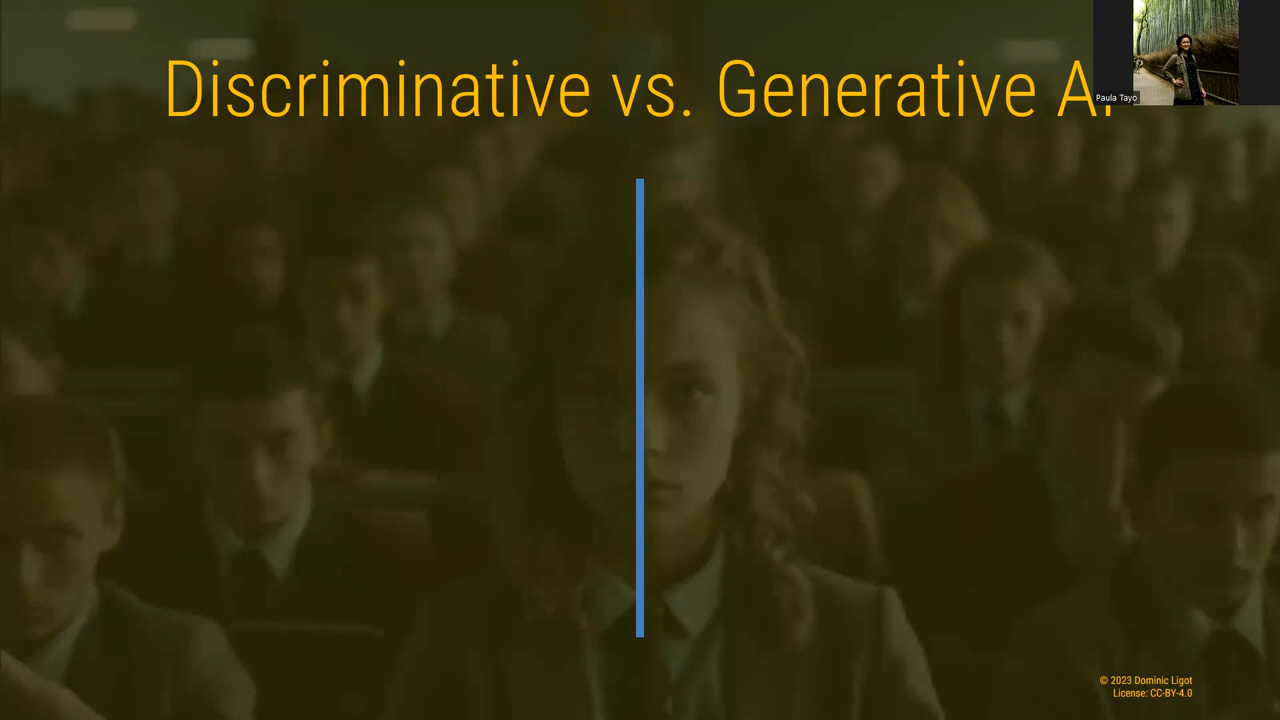 Discriminative vs. Generative A
Paula Tayo
© 2023 Dominic Ligot
License: CC-BY-4.0